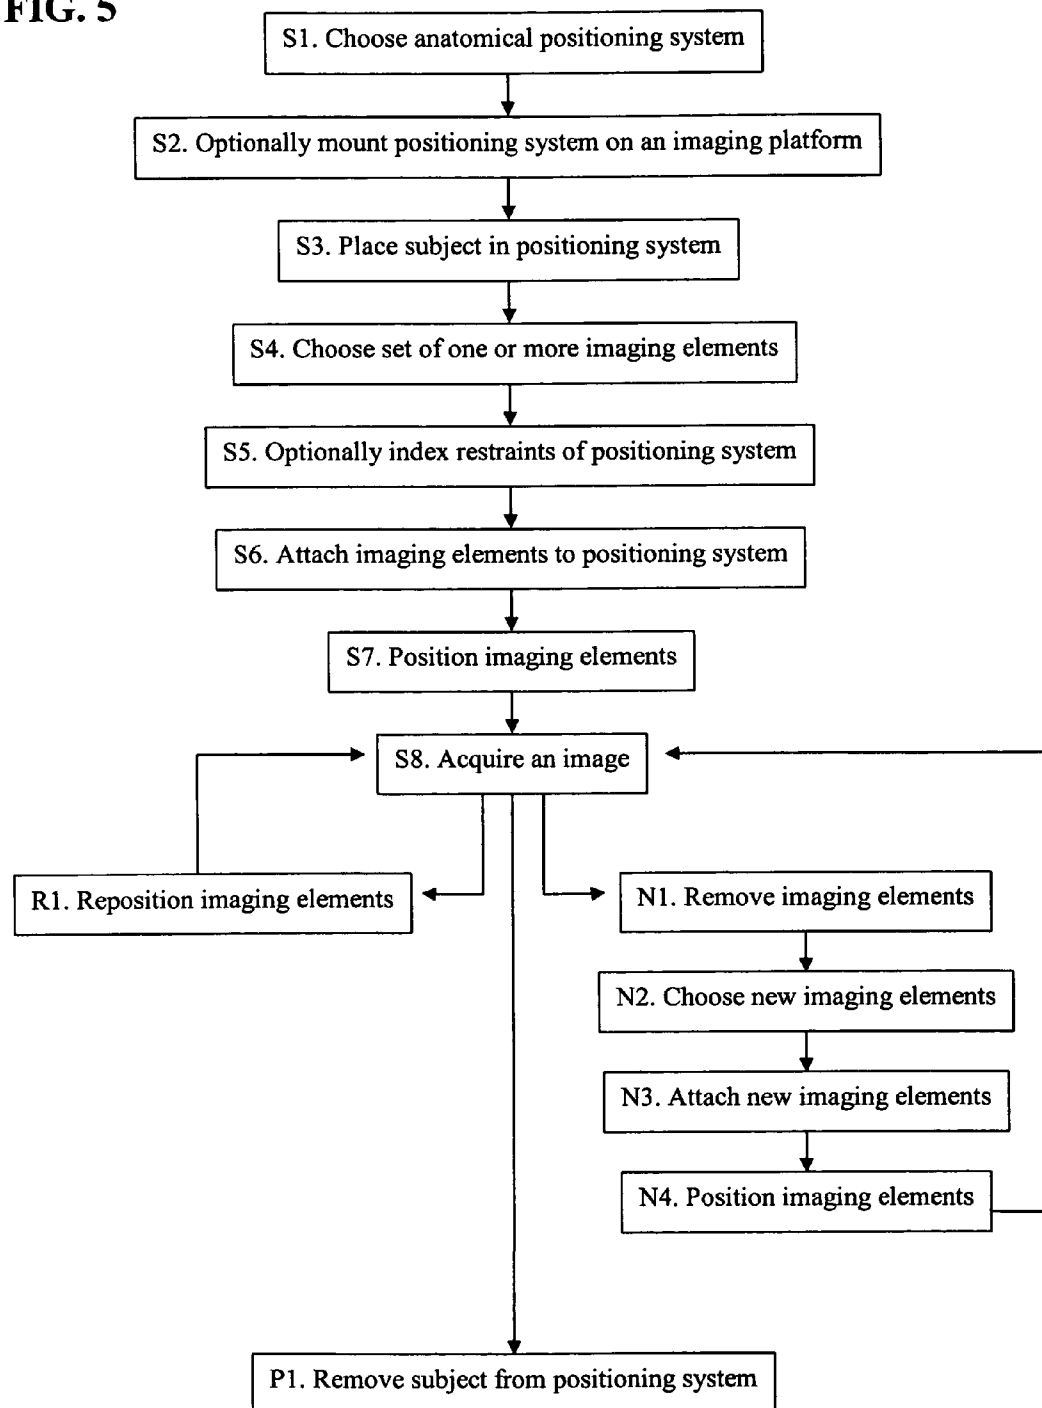 FIG. 5
S1. Choose anatomical positioning system
S2. Optionally mount positioning system on an imaging platform
S3. Place subject in positioning system
S4. Choose set of one or more imaging elements
S5. Optionally index restraints of positioning system
S6. Attach imaging elements to positioning system
S7. Position imaging elements
S8. Acquire an image
R1. Reposition imaging elements
N1. Remove imaging elements
N2. Choose new imaging elements
N3. Attach new imaging elements
N4. Position imaging elements
P1. Remove subject from positioning system